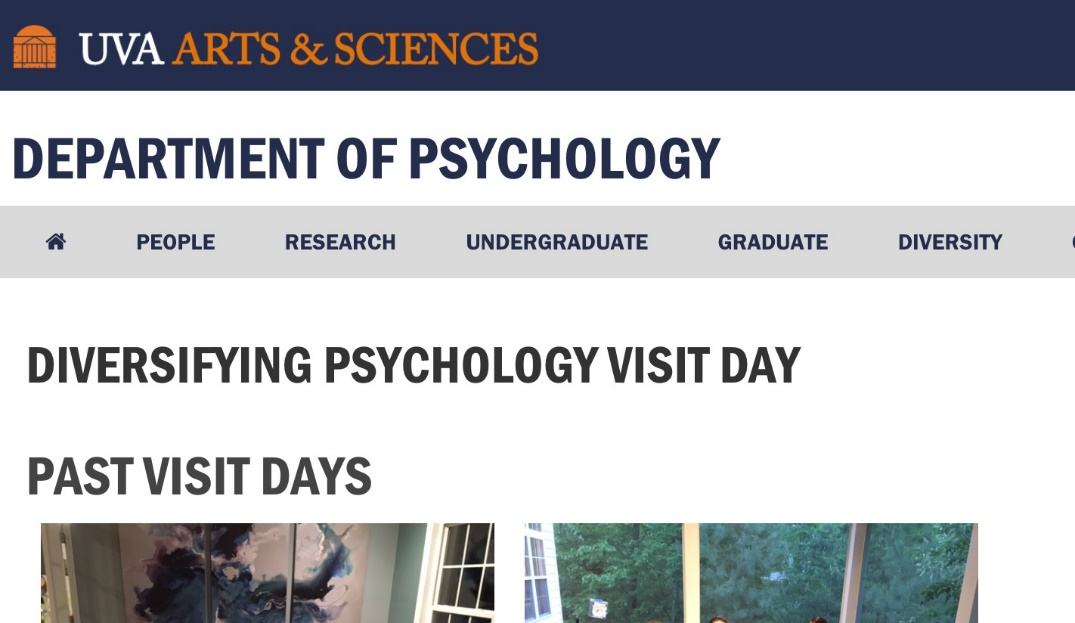 UVA ARTS & SCIENCES
DEPARTMENT OF PSYCHOLOGY
PEOPLE RESEARCH UNDERGRADUATE GRADUATE DIVERSITY
DIVERSIFYING PSYCHOLOGY VISIT DAY
PAST VISIT DAYS